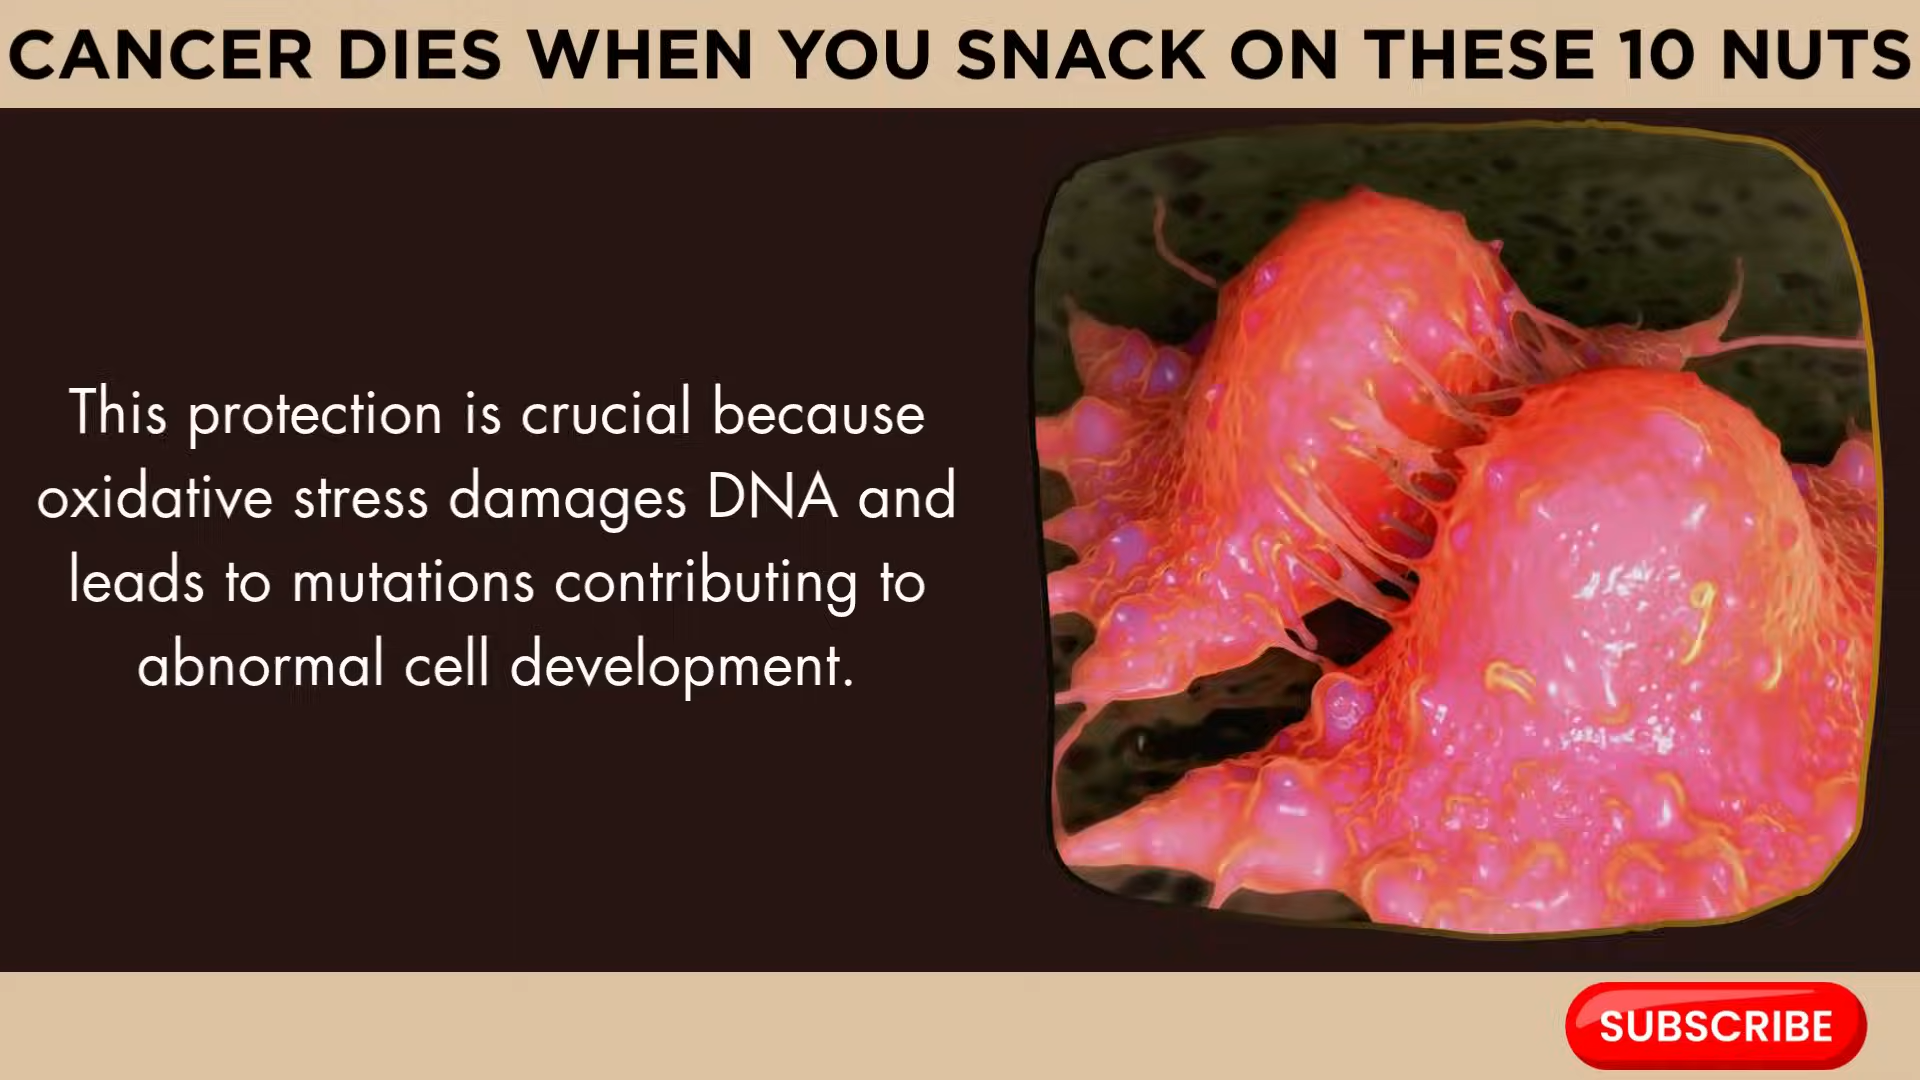 CANCER DIES WHEN YOU SNACK ON THESE 10 NUTS
This protection is crucial because
oxidative stress damages DNA and
leads to mutations contributing to
abnormal cell development.
SUBSCRIBE